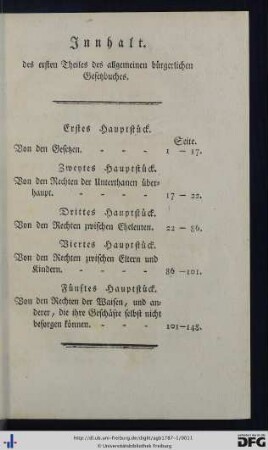 Innhalt.
des ersten Theiles des allgemeinen bürgerlichen
Gesetzbuches.
Erstes Hauptstück.
Seite.
Von den Gesetzen. - - - 1 - 17.
Zweytes Hauptstück.
Von den Rechten der Unterthanen über-
haupt. - - - - 17 - 22.
Drittes Hauptstück.
Von den Rechten zwischen Eheleuten. 22 - 86.
Viertes Hauptstück.
Von den Rechten zwischen Eltern und
Kindern. - - - - 86 - 101.
Fünftes Hauptstück.
Von den Rechten der Waisen, und an-
derer, die ihre Geschäfte selbst nicht
besorgen können. - - - 101 - 148.
http://dl.ub.uni-freiburg.de/diglit/agb1787-1/0011
© Universitätsbibliothek Freiburg
DFG